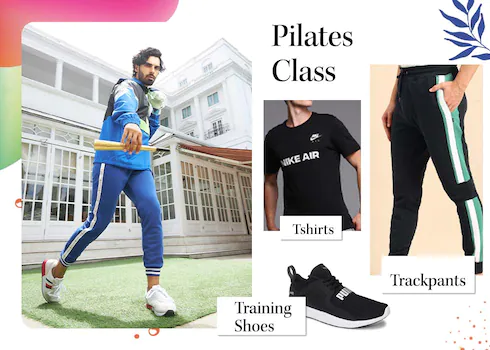 Pilates
Class
NIKE AIR
Tshirts
Trackpants
PUMA
Training
Shoes